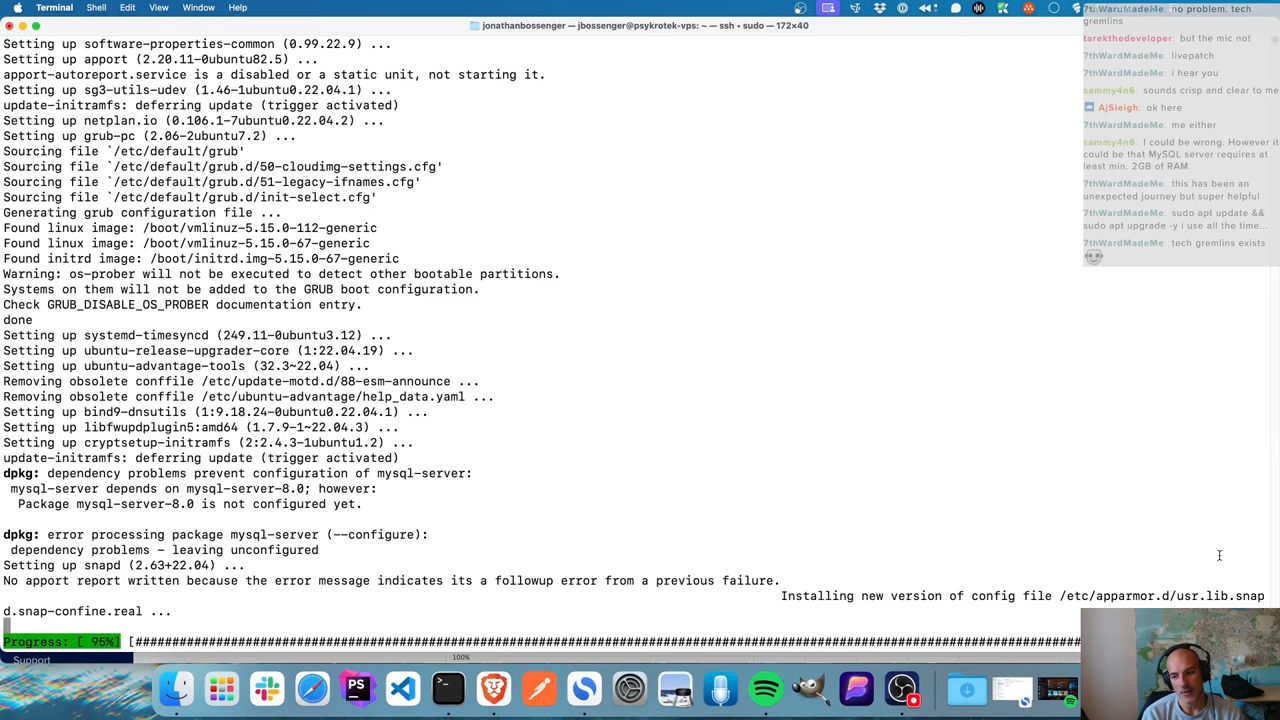 Terminal Shell Edit View Window Help
jonathanbossenger — jbossenger@psykrotek-vps: ~ — ssh ◂ sudo — 172×40
Setting up software-properties-common (0.99.22.9) ...
Setting up apport (2.20.11-0ubuntu82.5) ...
apport-autoreport.service is a disabled or a static unit, not starting it.
Setting up sg3-utils-udev (1.46-1ubuntu0.22.04.1) ...
update-initramfs: deferring update (trigger activated)
Setting up netplan.io (0.106.1-7ubuntu0.22.04.2) ...
Setting up grub-pc (2.06-2ubuntu7.2) ...
Sourcing file `/etc/default/grub'
Sourcing file `/etc/default/grub.d/50-cloudimg-settings.cfg'
Sourcing file `/etc/default/grub.d/51-legacy-ifnames.cfg'
Sourcing file `/etc/default/grub.d/init-select.cfg'
Generating grub configuration file ...
Found linux image: /boot/vmlinuz-5.15.0-112-generic
Found linux image: /boot/vmlinuz-5.15.0-67-generic
Found initrd image: /boot/initrd.img-5.15.0-67-generic
Warning: os-prober will not be executed to detect other bootable partitions.
Systems on them will not be added to the GRUB boot configuration.
Check GRUB_DISABLE_OS_PROBER documentation entry.
done
Setting up systemd-timesyncd (249.11-0ubuntu3.12) ...
Setting up ubuntu-release-upgrader-core (1:22.04.19) ...
Setting up ubuntu-advantage-tools (32.3~22.04) ...
Removing obsolete conffile /etc/update-motd.d/88-esm-announce ...
Removing obsolete conffile /etc/ubuntu-advantage/help_data.yaml ...
Setting up bind9-dnsutils (1:9.18.24-0ubuntu0.22.04.1) ...
Setting up libfwupdplugin5:amd64 (1.7.9-1~22.04.3) ...
Setting up cryptsetup-initramfs (2:2.4.3-1ubuntu1.2) ...
update-initramfs: deferring update (trigger activated)
dpkg: dependency problems prevent configuration of mysql-server:
mysql-server depends on mysql-server-8.0; however:
Package mysql-server-8.0 is not configured yet.
dpkg: error processing package mysql-server (--configure):
dependency problems - leaving unconfigured
Setting up snapd (2.63+22.04) ...
No apport report written because the error message indicates its a followup error from a previous failure.
Installing new version of config file /etc/apparmor.d/usr.lib.snap
d.snap-confine.real ...
Progress: [ 95%] [###############################################################################################################################
Support
100%
7thWardMadeMe: no problem. tech
gremlins
tarekthedeveloper: but the mic not
7thWardMadeMe: livepatch
7thWardMadeMe: i hear you
sammy4n6: sounds crisp and clear to me
AjSleigh: ok here
7thWardMadeMe: me either
sammy4n6: I could be wrong. However it
could be that MySQL server requires at
least min. 2GB of RAM.
7thWardMadeMe: this has been an
unexpected journey but super helpful
7thWardMadeMe: sudo apt update &&
sudo apt upgrade -y i use all the time...
7thWardMadeMe: tech gremlins exists
PS